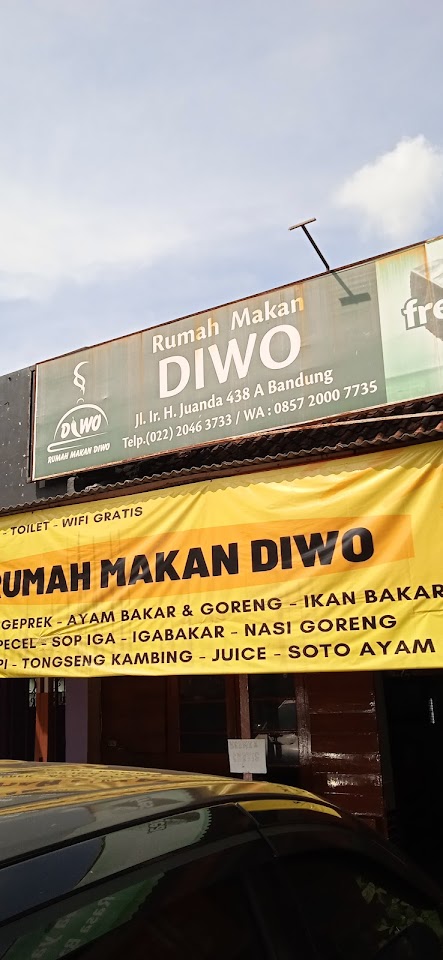 Rumah Makan
DIWO
Jl. Ir. H. Juanda 438 A Bandung
Telp.(022) 2046 3733 / WA : 0857 2000 7735
DIWO
RUMAH MAKAN DIWO
fre
- TOILET - WIFI GRATIS
RUMAH MAKAN DIWO
GEPREK - AYAM BAKAR & GORENG - IKAN BAKAR
PECEL - SOP IGA - IGABAKAR - NASI GORENG
PI - TONGSENG KAMBING - JUICE - SOTO AYAM